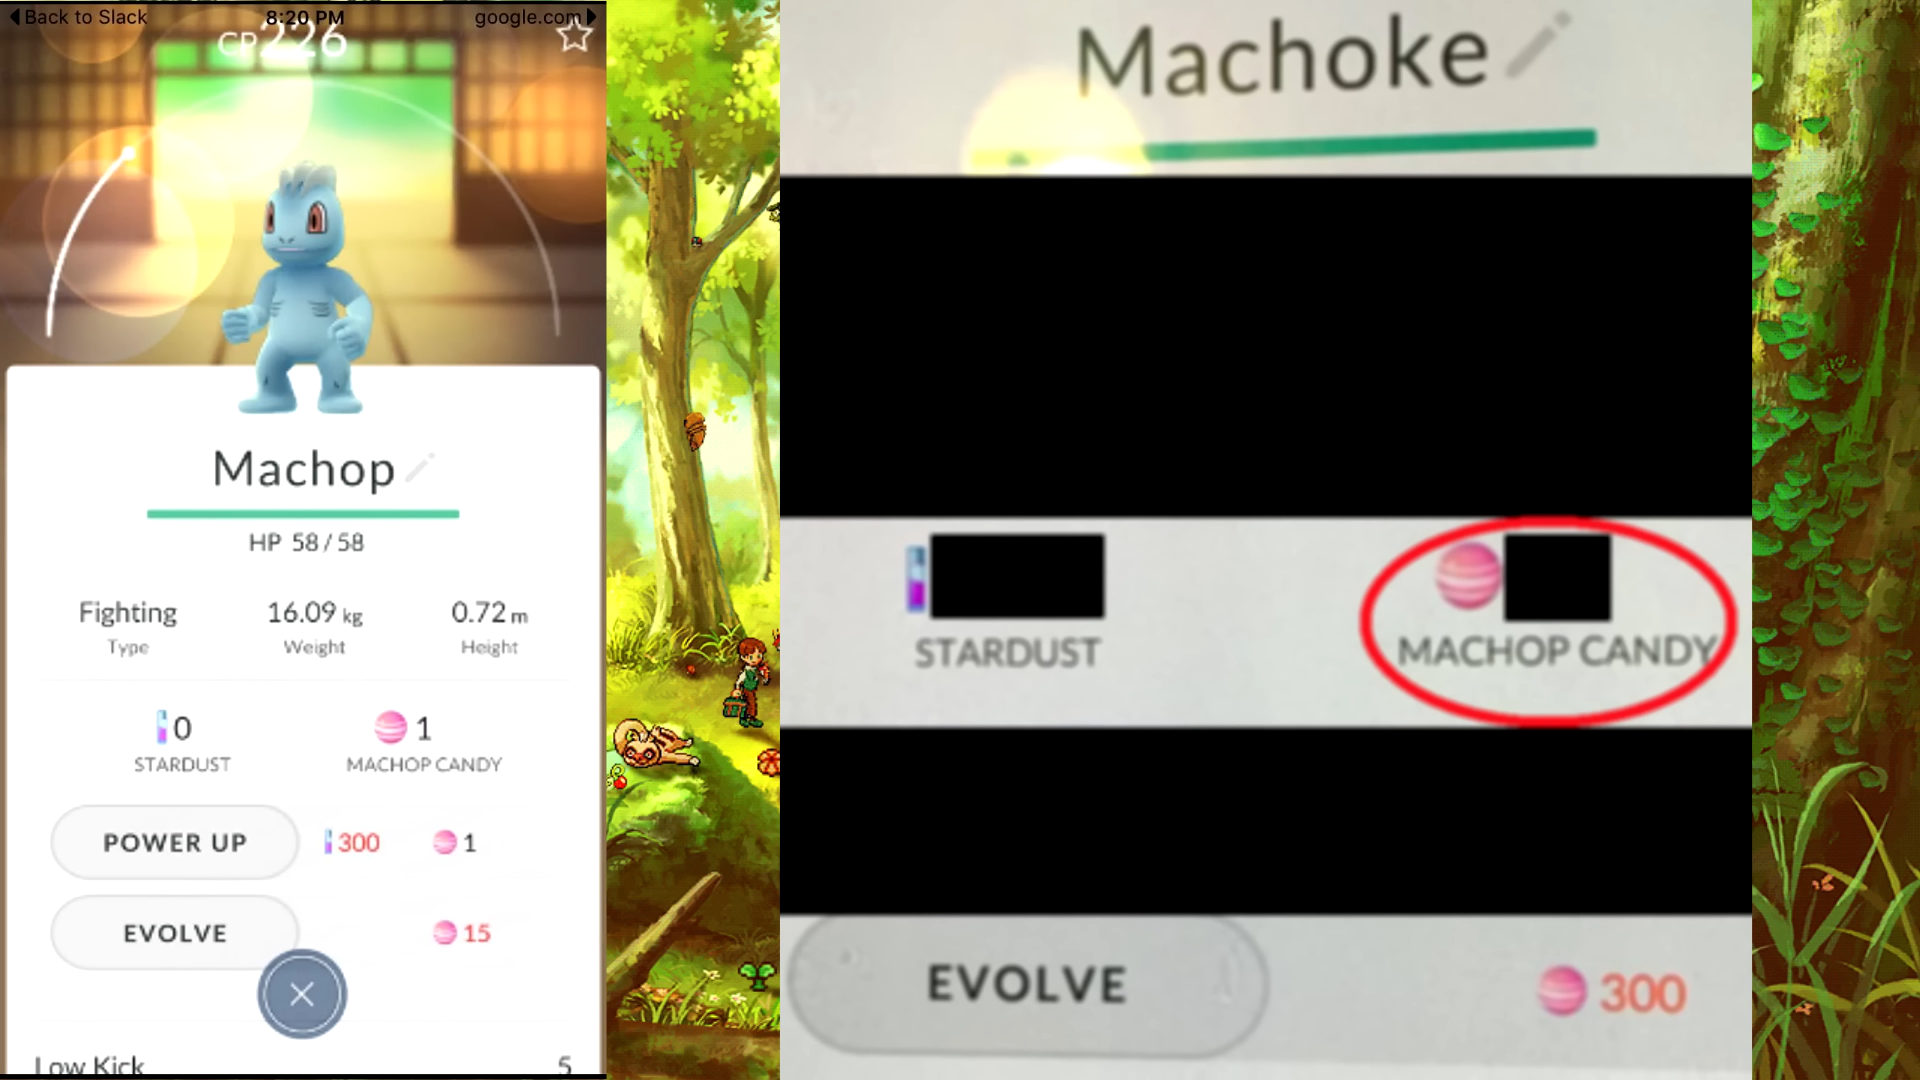 Back to Slack 8:20 PM google.com
CP226
Machop
HP 58 / 58
Fighting 16.09 kg 0.72 m
Type Weight Height
0 1
STARDUST MACHOP CANDY
POWER UP 300 1
EVOLVE 15
Low Kick 5
Machoke
STARDUST MACHOP CANDY
EVOLVE 300